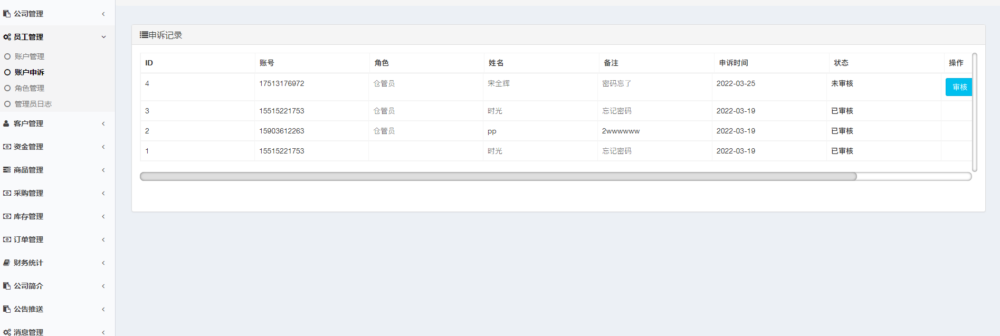 公司管理
员工管理
账户管理
账户申诉
角色管理
管理员日志
客户管理
资金管理
商品管理
采购管理
库存管理
订单管理
财务统计
公司简介
公告推送
消息管理
申诉记录
ID 账号 角色 姓名 备注 申诉时间 状态 操作
4 17513176972 仓管员 宋全辉 密码忘了 2022-03-25 未审核 审核
3 15515221753 仓管员 时光 忘记密码 2022-03-19 已审核
2 15903612263 仓管员 pp 2wwwwww 2022-03-19 已审核
1 15515221753 时光 忘记密码 2022-03-19 已审核